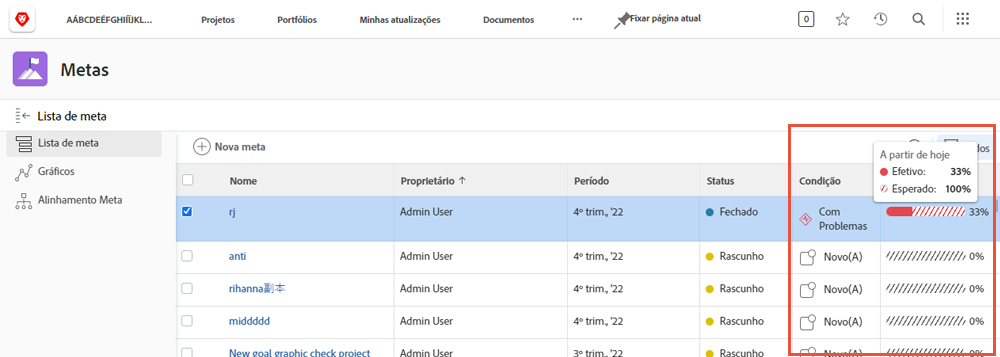 AÁBCDEÉFGHIÍJKL... Projetos Portfólios Minhas atualizações Documentos ··· Fixar página atual 0
Metas
Lista de meta
Lista de meta
Gráficos
Alinhamento Meta
Nova meta
A partir de hoje
Efetivo: 33%
Esperado: 100%
Nome Proprietário Período Status Condição
rj Admin User 4º trim., '22 Fechado Com Problemas 33%
anti Admin User 4º trim., '22 Rascunho Novo(A) 0%
rihanna副本 Admin User 4º trim., '22 Rascunho Novo(A) 0%
middddd Admin User 4º trim., '22 Rascunho Novo(A) 0%
New goal graphic check project Admin User 3º trim., '22 Rascunho Novo(A) 0%